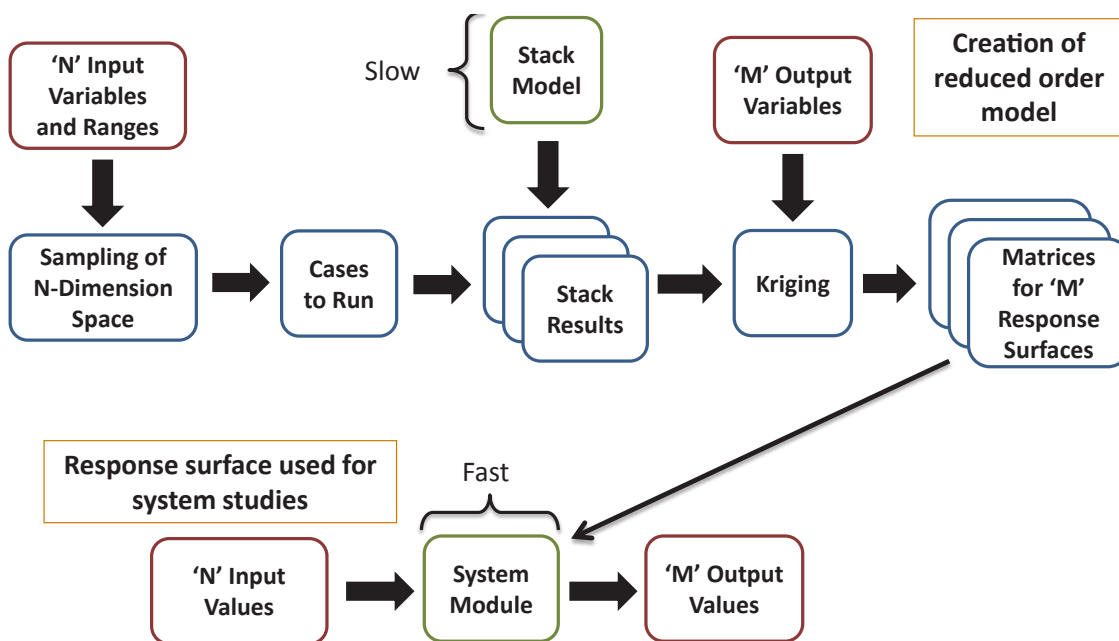 ‘N’ Input
Variables
and Ranges
Slow
Stack
Model
‘M’ Output
Variables
Creation of
reduced order
model
Sampling of
N-Dimension
Space
Cases
to Run
Stack
Results
Kriging
Matrices
for ‘M’
Response
Surfaces
Response surface used for
system studies
Fast
‘N’ Input
Values
System
Module
‘M’ Output
Values